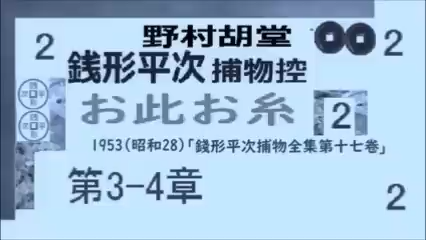 2
野村胡堂
2
銭形平次 捕物控
お此お糸
2
1953(昭和28)「銭形平次捕物全集第十七巻」
第3-4章
2